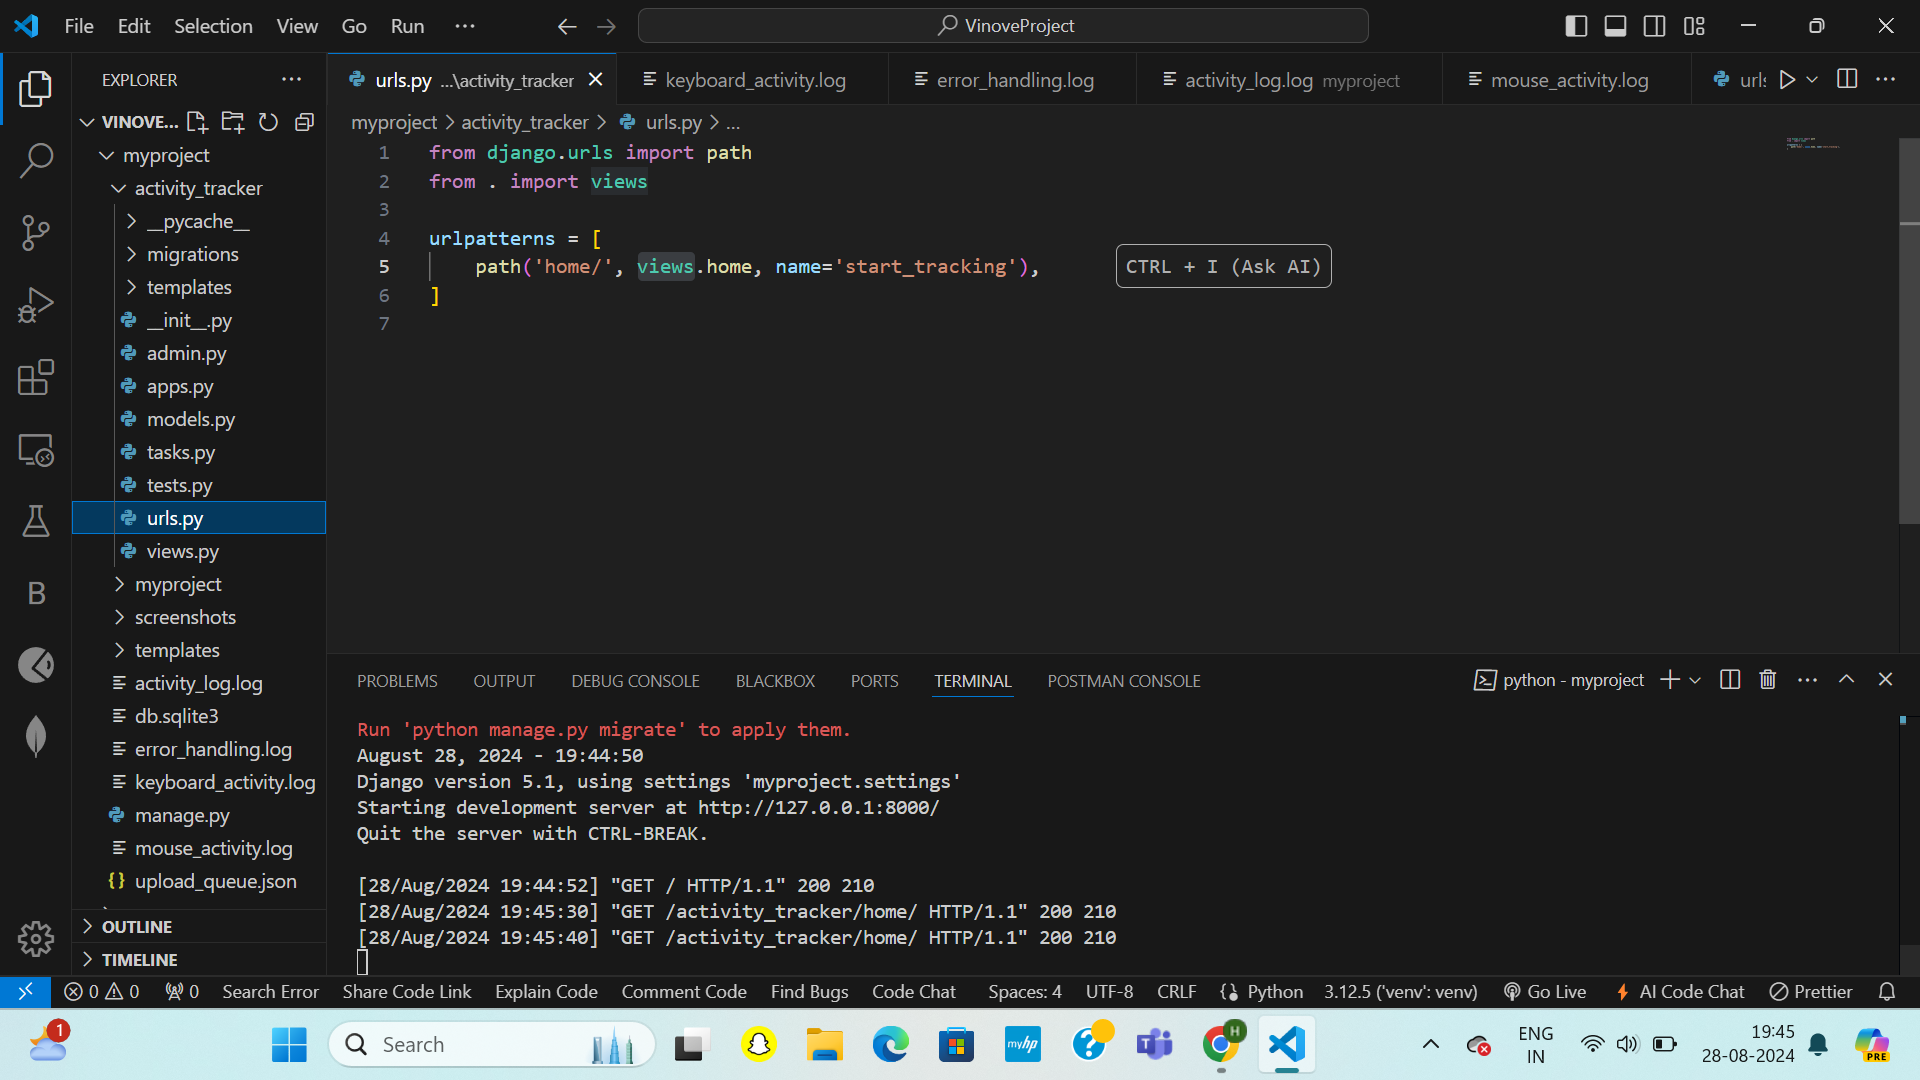 File Edit Selection View Go Run ··· VinoveProject
EXPLORER
VINOVE...
myproject
activity_tracker
__pycache__
migrations
templates
__init__.py
admin.py
apps.py
models.py
tasks.py
tests.py
urls.py
views.py
myproject
screenshots
templates
activity_log.log
db.sqlite3
error_handling.log
keyboard_activity.log
manage.py
mouse_activity.log
upload_queue.json
OUTLINE
TIMELINE
urls.py ...\activity_tracker keyboard_activity.log error_handling.log activity_log.log myproject mouse_activity.log urls
myproject > activity_tracker > urls.py > ...
1 from django.urls import path
2 from . import views
3
4 urlpatterns = [
5 path('home/', views.home, name='start_tracking'), CTRL + I (Ask AI)
6 ]
7
PROBLEMS OUTPUT DEBUG CONSOLE BLACKBOX PORTS TERMINAL POSTMAN CONSOLE python - myproject
Run 'python manage.py migrate' to apply them.
August 28, 2024 - 19:44:50
Django version 5.1, using settings 'myproject.settings'
Starting development server at http://127.0.0.1:8000/
Quit the server with CTRL-BREAK.
[28/Aug/2024 19:44:52] "GET / HTTP/1.1" 200 210
[28/Aug/2024 19:45:30] "GET /activity_tracker/home/ HTTP/1.1" 200 210
[28/Aug/2024 19:45:40] "GET /activity_tracker/home/ HTTP/1.1" 200 210
0 0 0 Search Error Share Code Link Explain Code Comment Code Find Bugs Code Chat Spaces: 4 UTF-8 CRLF Python 3.12.5 ('venv': venv) Go Live AI Code Chat Prettier
1 Search myhp H ENG 19:45
IN 28-08-2024 PRE